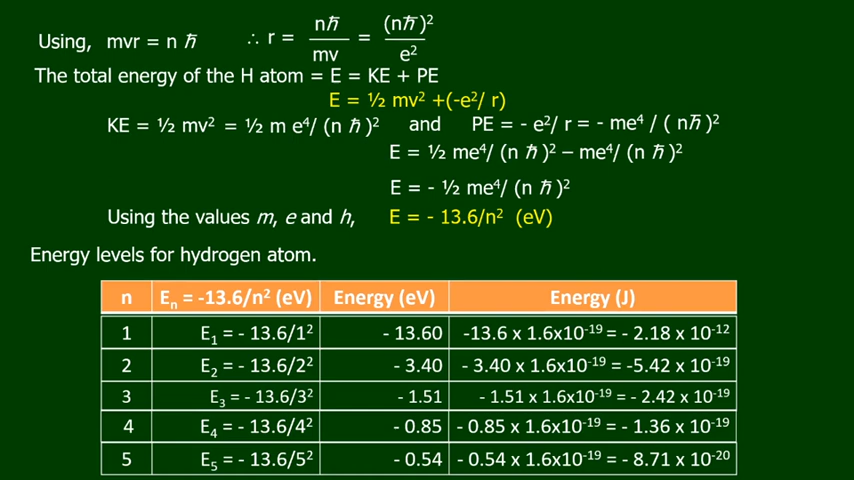 Using, mvr = n ℏ ∴ r = nℏ/mv = (nℏ)²/e²
The total energy of the H atom = E = KE + PE
E = ½ mv² +(-e²/ r)
KE = ½ mv² = ½ m e⁴/ (n ℏ )² and PE = - e²/ r = - me⁴ / ( nℏ )²
E = ½ me⁴/ (n ℏ )² – me⁴/ (n ℏ )²
E = - ½ me⁴/ (n ℏ )²
Using the values m, e and h, E = - 13.6/n² (eV)
Energy levels for hydrogen atom.
n Eₙ = -13.6/n² (eV) Energy (eV) Energy (J)
1 E₁ = - 13.6/1² - 13.60 -13.6 x 1.6x10⁻¹⁹ = - 2.18 x 10⁻¹²
2 E₂ = - 13.6/2² - 3.40 - 3.40 x 1.6x10⁻¹⁹ = -5.42 x 10⁻¹⁹
3 E₃ = - 13.6/3² - 1.51 - 1.51 x 1.6x10⁻¹⁹ = - 2.42 x 10⁻¹⁹
4 E₄ = - 13.6/4² - 0.85 - 0.85 x 1.6x10⁻¹⁹ = - 1.36 x 10⁻¹⁹
5 E₅ = - 13.6/5² - 0.54 - 0.54 x 1.6x10⁻¹⁹ = - 8.71 x 10⁻²⁰